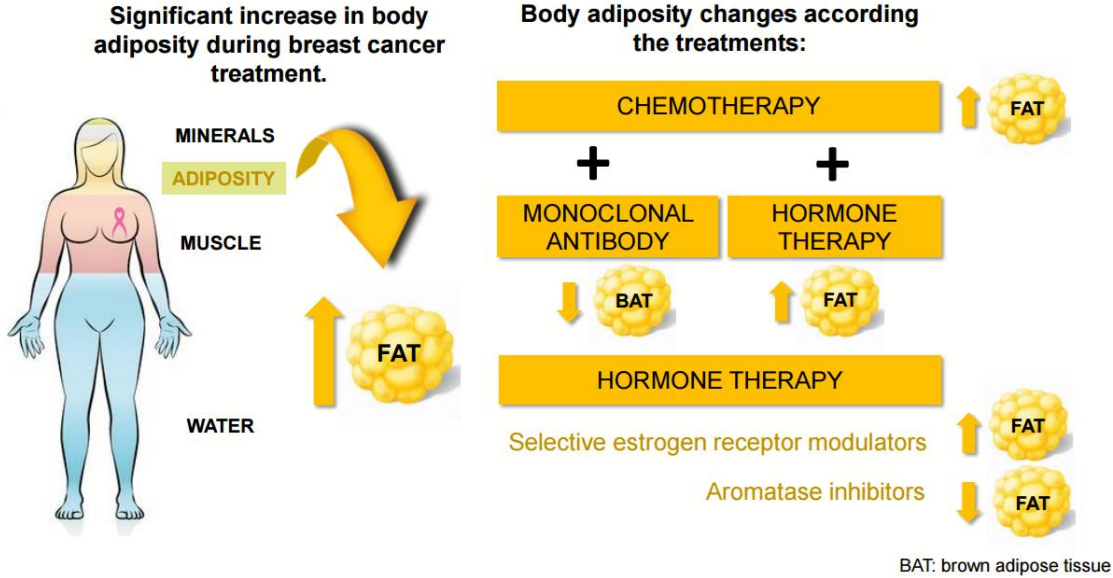 Significant increase in body
adiposity during breast cancer
treatment.
MINERALS
ADIPOSITY
MUSCLE
FAT
WATER
Body adiposity changes according
the treatments:
CHEMOTHERAPY
FAT
+
+
MONOCLONAL
ANTIBODY
HORMONE
THERAPY
BAT
FAT
HORMONE THERAPY
Selective estrogen receptor modulators
FAT
Aromatase inhibitors
FAT
BAT: brown adipose tissue